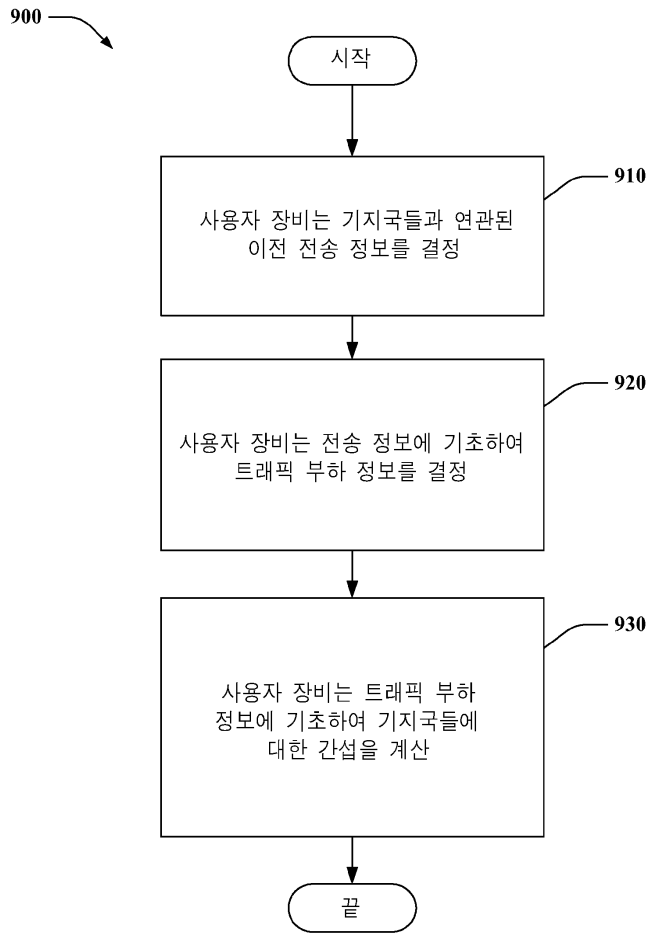 900
시작
910
사용자 장비는 기지국들과 연관된
이전 전송 정보를 결정
920
사용자 장비는 전송 정보에 기초하여
트래픽 부하 정보를 결정
930
사용자 장비는 트래픽 부하
정보에 기초하여 기지국들에
대한 간섭을 계산
끝